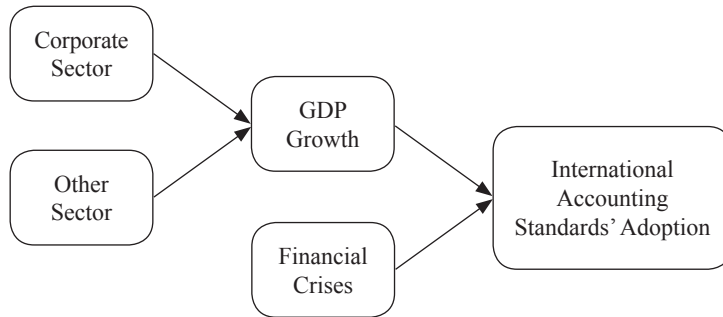 Corporate
Sector
Other
Sector
GDP
Growth
Financial
Crises
International
Accounting
Standards' Adoption